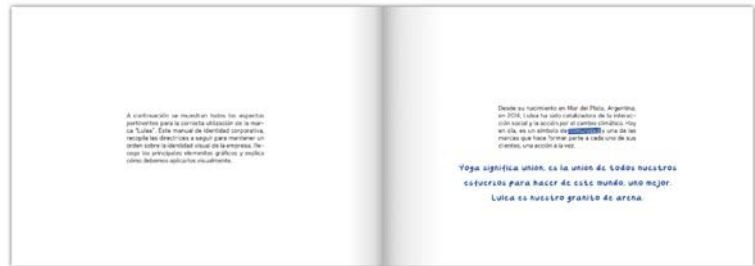 A continuación se muestran todos los aspectos
pertinentes para la correcta utilización de la mar-
ca "Lulea". Este manual de identidad corporativa,
recopila las directrices a seguir para mantener un
orden sobre la identidad visual de la empresa. Re-
coge los principales elementos gráficos y explica
cómo debemos aplicarlos visualmente.
Desde su nacimiento en Mar del Plata, Argentina,
en 2014, Lulea ha sido catalizadora de la interac-
ción social y la acción por el cambio climático. Hoy
en día, es un símbolo de y una de las
marcas que hace formar parte a cada uno de sus
clientes, una acción a la vez.
Yoga significa unión, es la unión de todos nuestros
esfuerzos para hacer de este mundo, uno mejor.
Lulea es nuestro granito de arena.